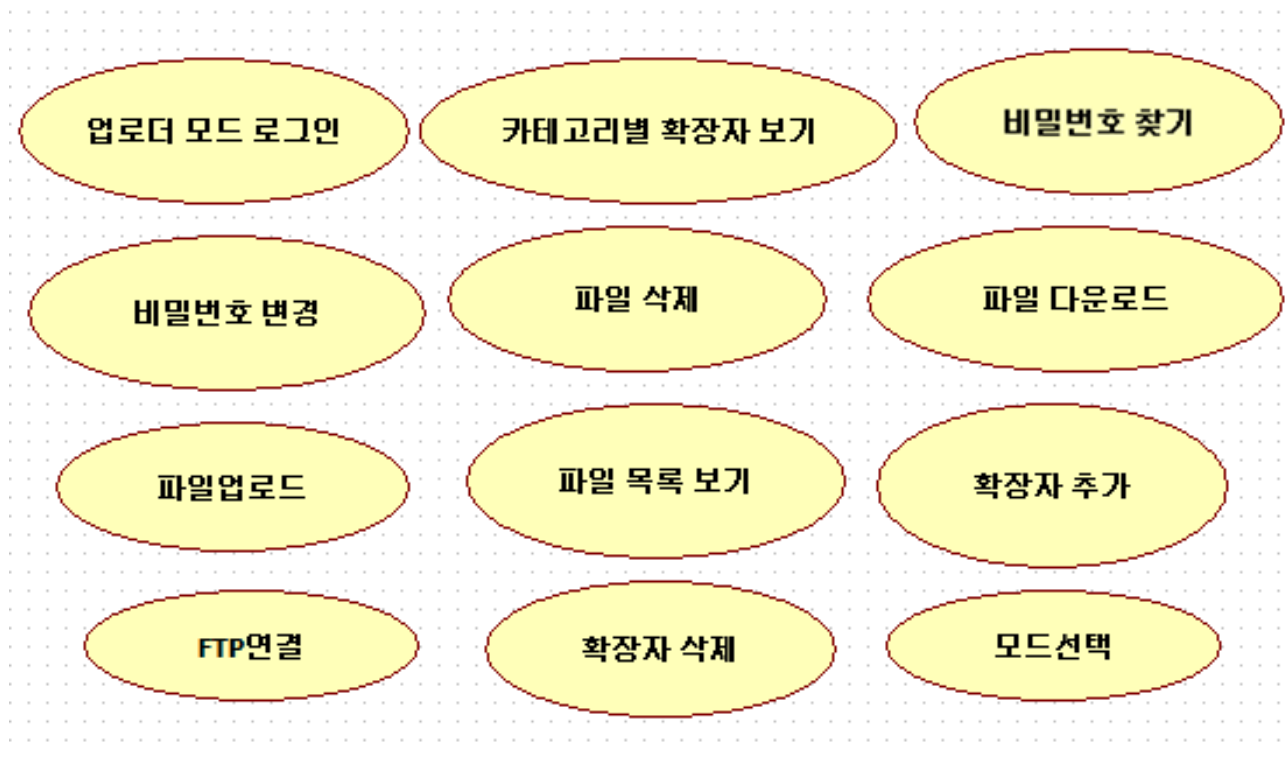 업로더 모드 로그인
카테고리별 확장자 보기
비밀번호 찾기
비밀번호 변경
파일 삭제
파일 다운로드
파일업로드
파일 목록 보기
확장자 추가
FTP연결
확장자 삭제
모드선택